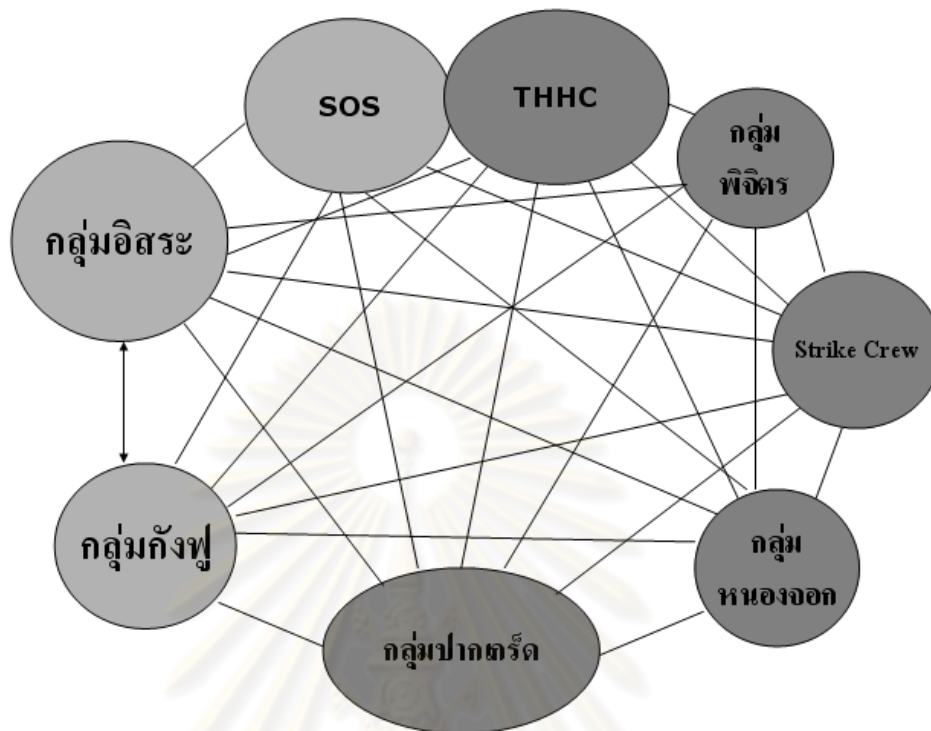 SOS
THHC
กลุ่ม
พิจิตร
กลุ่มอิสระ
Strike Crew
กลุ่มกังฟู
กลุ่ม
หนองจอก
กลุ่มปากเกร็ด